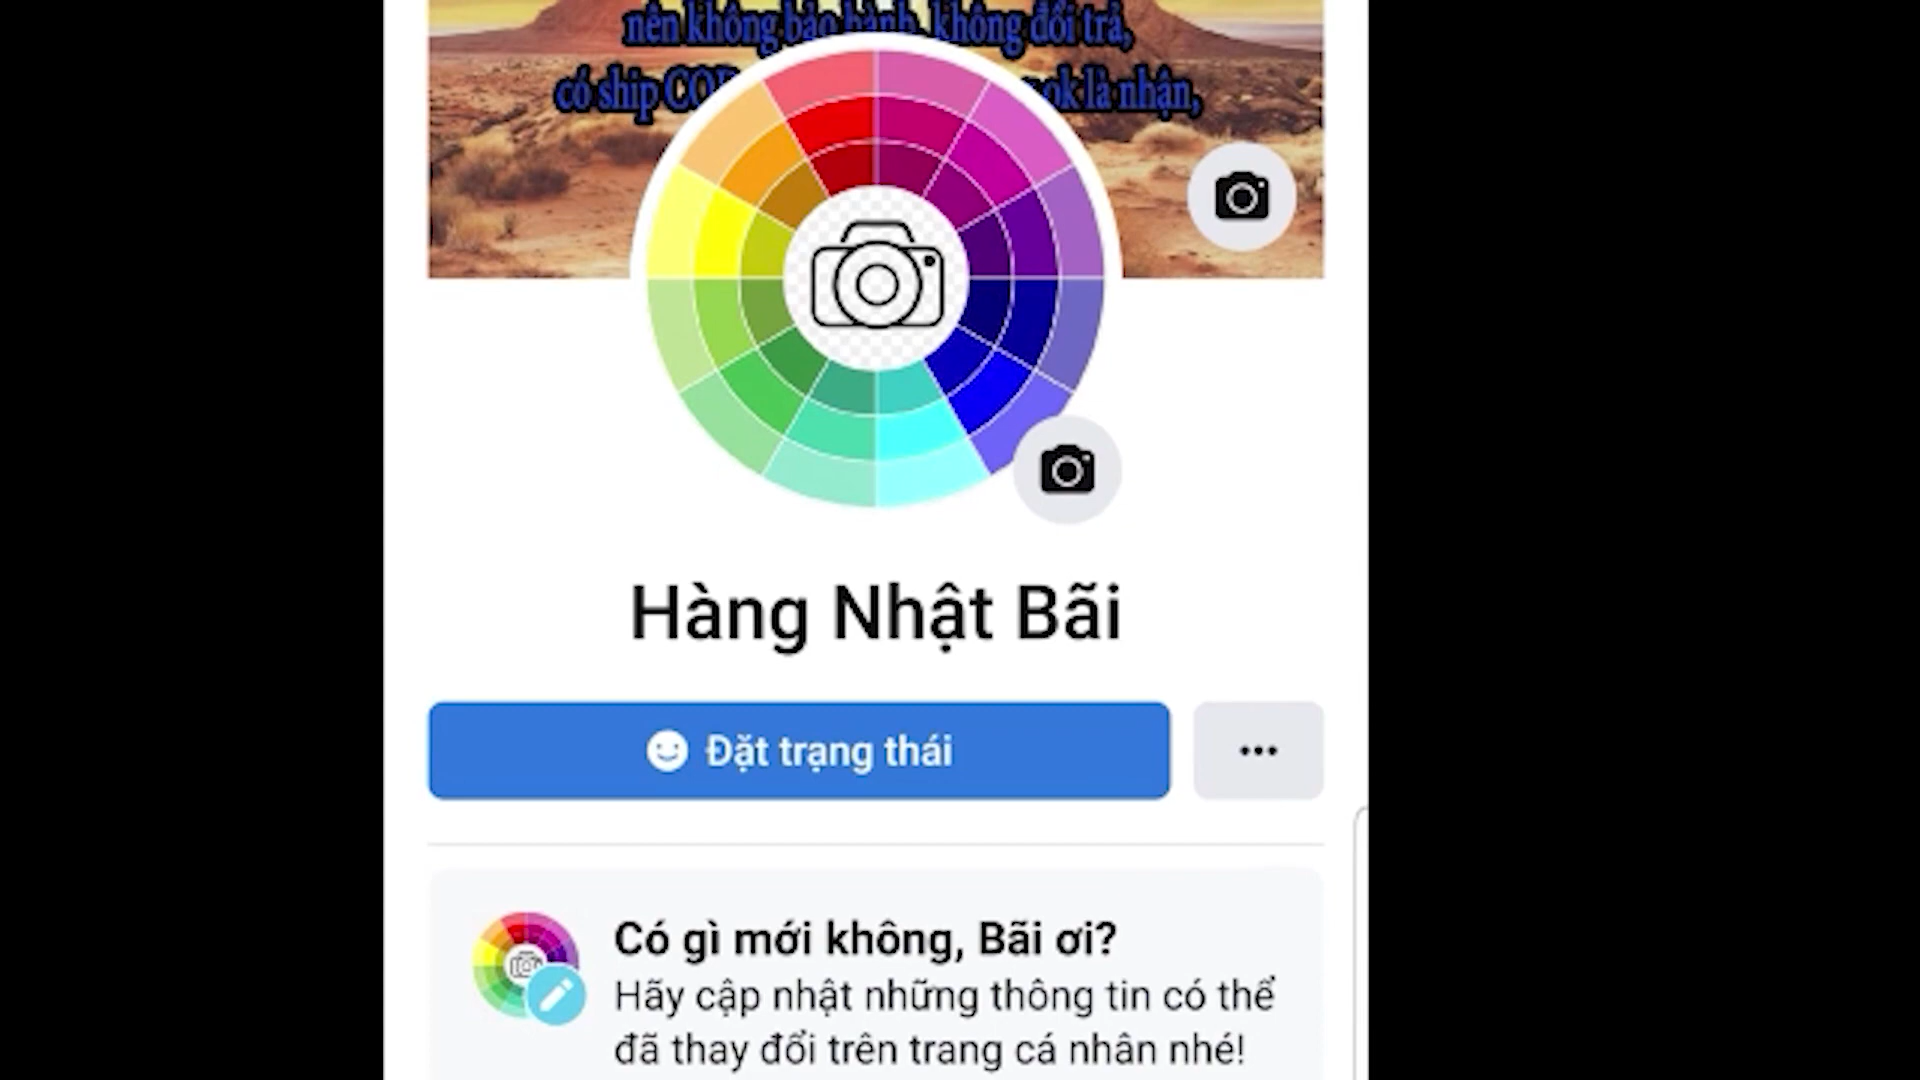 nên không bảo hành, không đổi trả,
có ship COD ok là nhận,
Hàng Nhật Bãi
Đặt trạng thái
Có gì mới không, Bãi ơi?
Hãy cập nhật những thông tin có thể
đã thay đổi trên trang cá nhân nhé!